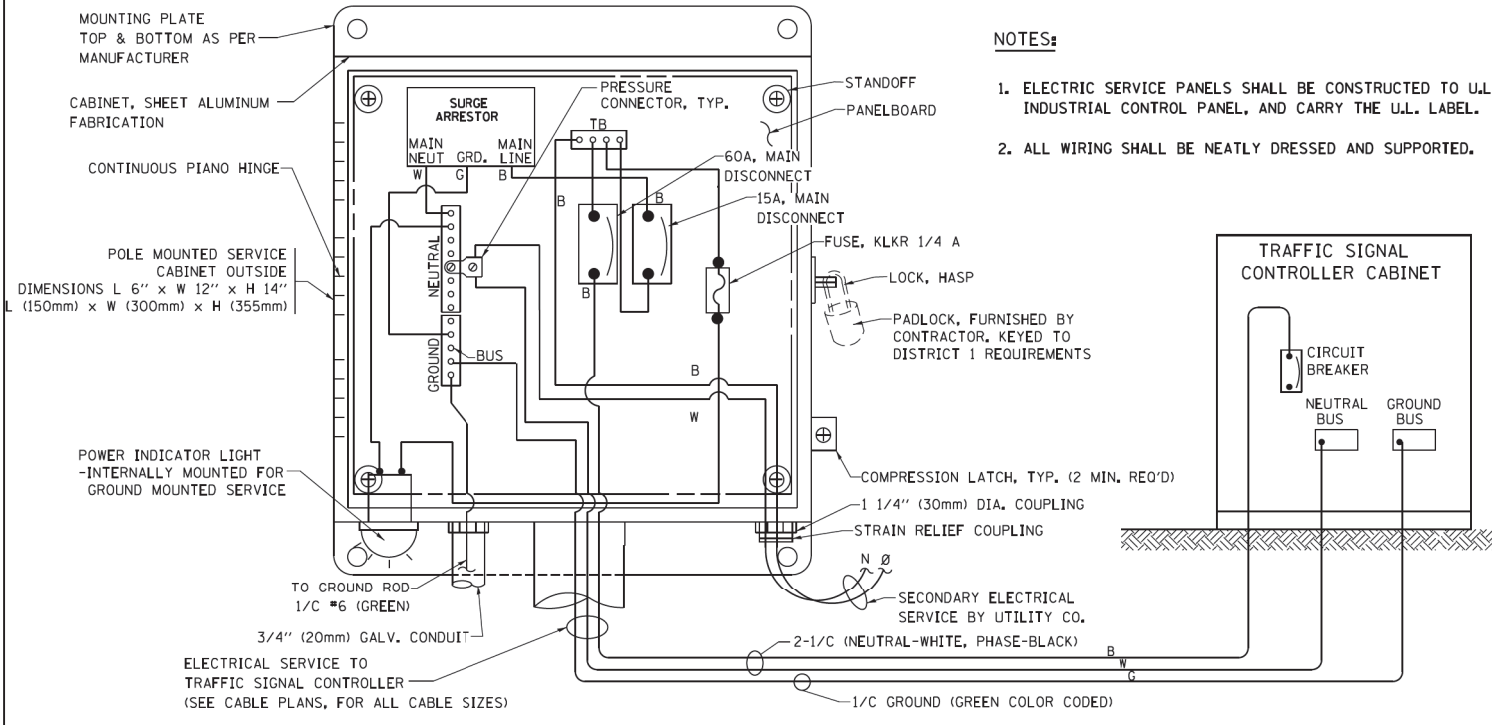 MOUNTING PLATE
TOP & BOTTOM AS PER
MANUFACTURER
CABINET, SHEET ALUMINUM
FABRICATION
CONTINUOUS PIANO HINGE
POLE MOUNTED SERVICE
CABINET OUTSIDE
DIMENSIONS L 6" x W 12" x H 14"
L (150mm) x W (300mm) x H (355mm)
POWER INDICATOR LIGHT
-INTERNALLY MOUNTED FOR
GROUND MOUNTED SERVICE
SURGE
ARRESTOR
MAIN
NEUT
GRD.
MAIN
LINE
W
G
B
PRESSURE
CONNECTOR, TYP.
TB
NEUTRAL
GROUND
BUS
B
B
B
B
W
STANDOFF
PANELBOARD
60A, MAIN
DISCONNECT
15A, MAIN
DISCONNECT
FUSE, KLKR 1/4 A
LOCK, HASP
PADLOCK, FURNISHED BY
CONTRACTOR. KEYED TO
DISTRICT 1 REQUIREMENTS
COMPRESSION LATCH, TYP. (2 MIN. REQ'D)
1 1/4" (30mm) DIA. COUPLING
STRAIN RELIEF COUPLING
N Ø
SECONDARY ELECTRICAL
SERVICE BY UTILITY CO.
TO GROUND ROD
1/C #6 (GREEN)
3/4" (20mm) GALV. CONDUIT
ELECTRICAL SERVICE TO
TRAFFIC SIGNAL CONTROLLER
(SEE CABLE PLANS, FOR ALL CABLE SIZES)
2-1/C (NEUTRAL-WHITE, PHASE-BLACK)
B
W
G
1/C GROUND (GREEN COLOR CODED)
NOTES:
1. ELECTRIC SERVICE PANELS SHALL BE CONSTRUCTED TO U.L
INDUSTRIAL CONTROL PANEL, AND CARRY THE U.L. LABEL.
2. ALL WIRING SHALL BE NEATLY DRESSED AND SUPPORTED.
TRAFFIC SIGNAL
CONTROLLER CABINET
CIRCUIT
BREAKER
NEUTRAL
BUS
GROUND
BUS